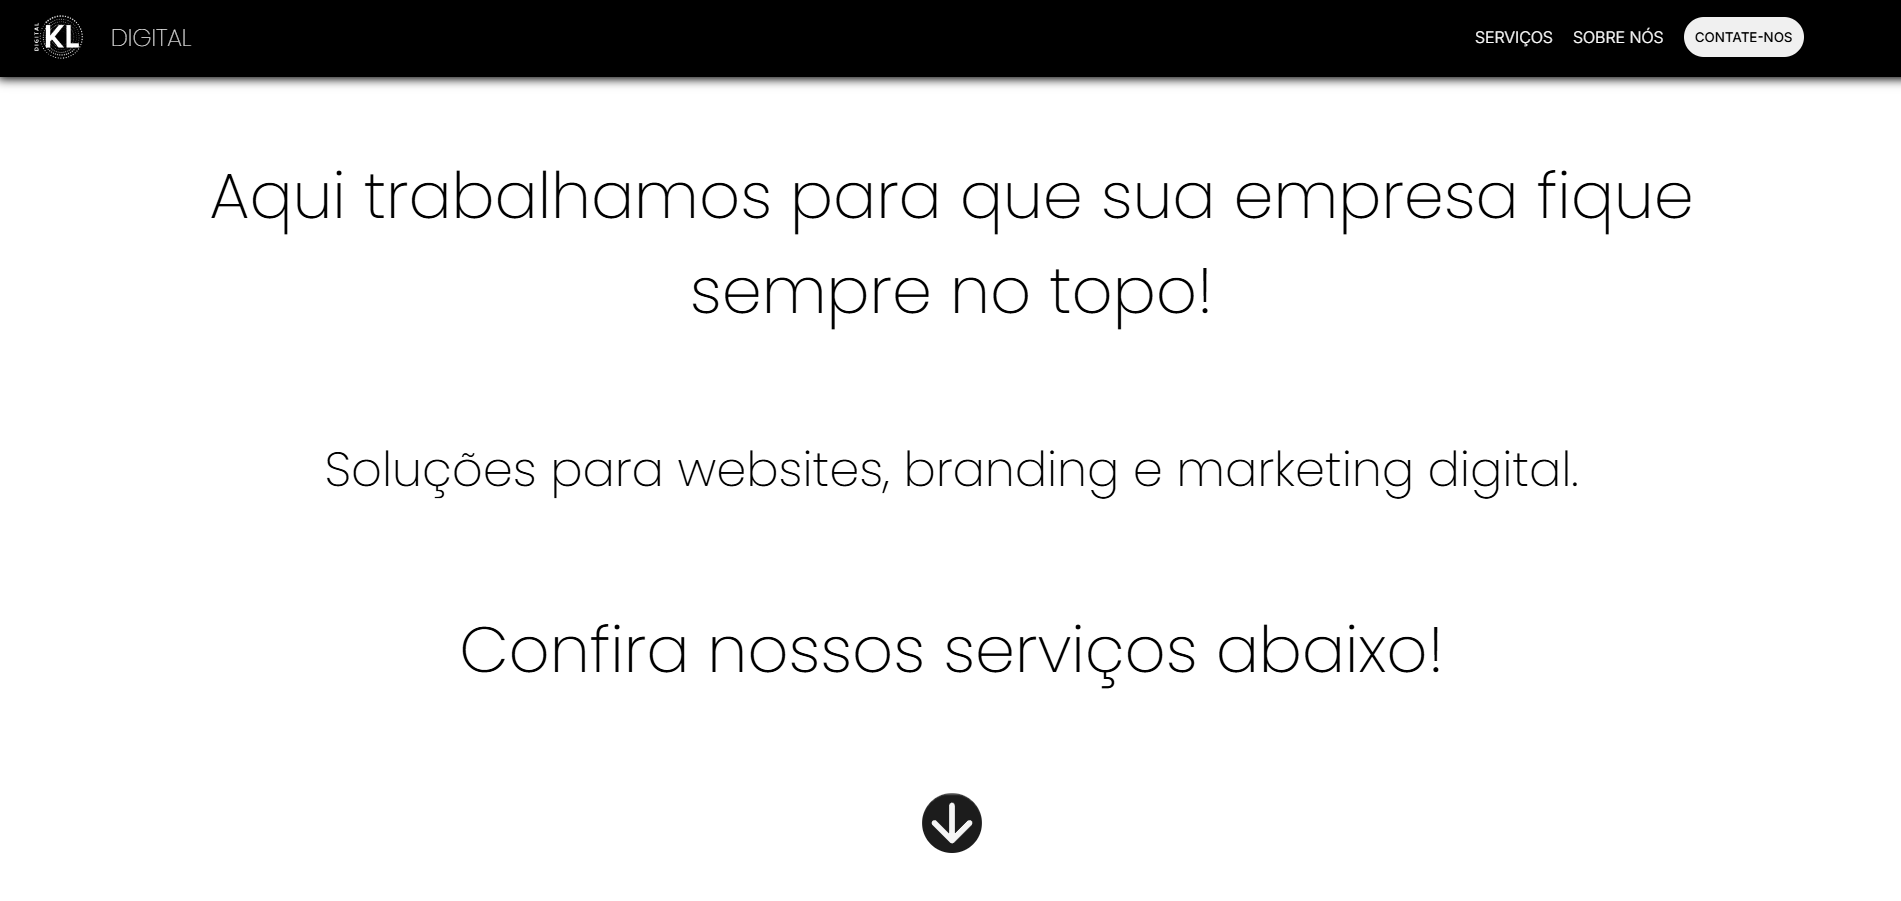 DIGITAL
KL
DIGITAL
SERVIÇOS
SOBRE NÓS
CONTATE-NOS
Aqui trabalhamos para que sua empresa fique
sempre no topo!
Soluções para websites, branding e marketing digital.
Confira nossos serviços abaixo!